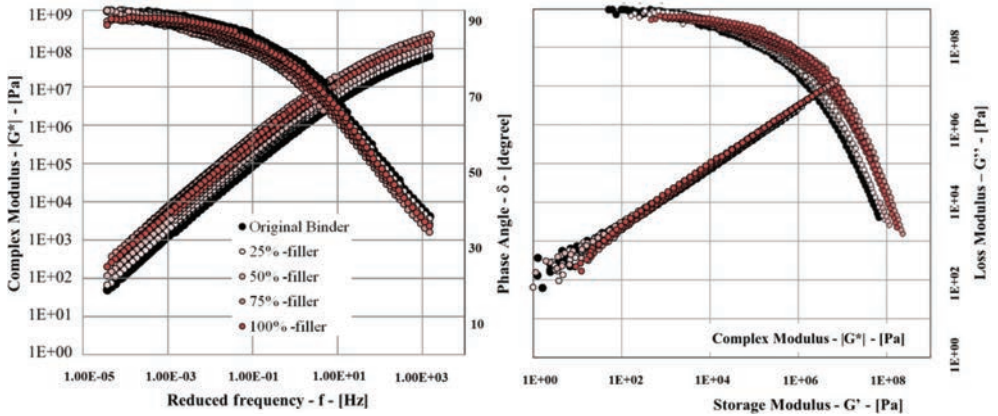 1E+09
1E+08
1E+07
1E+06
1E+05
1E+04
1E+03
1E+02
1E+01
1E+00
Complex Modulus - |G*| - [Pa]
90
70
50
30
10
Phase Angle - δ - [degree]
Original Binder
25% -filler
50% -filler
75% -filler
100% -filler
1.00E-05 1.00E-03 1.00E-01 1.00E+01 1.00E+03
Reduced frequency - f - [Hz]
1E+08
1E+06
1E+04
1E+02
1E+00
Loss Modulus – G’’ - [Pa]
Complex Modulus - |G*| - [Pa]
1E+00 1E+02 1E+04 1E+06 1E+08
Storage Modulus - G’ - [Pa]